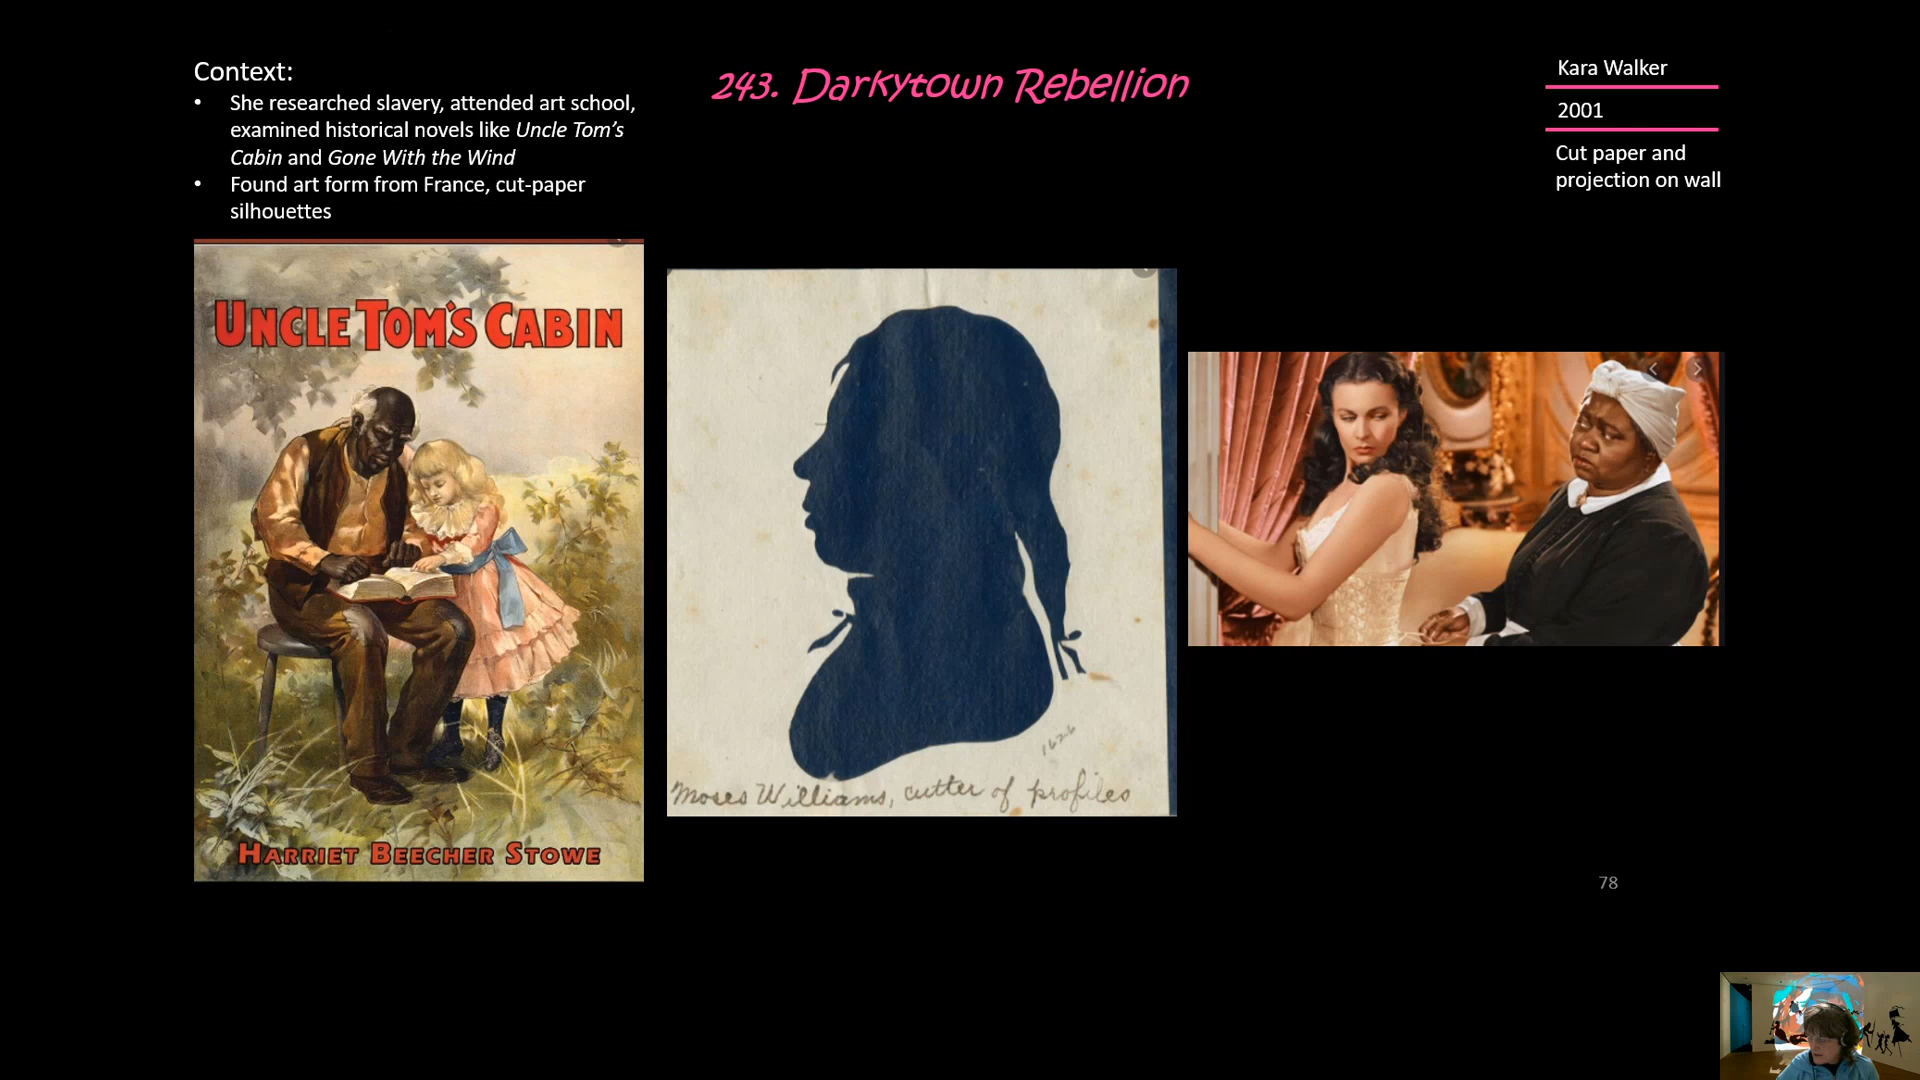 Context:
• She researched slavery, attended art school,
examined historical novels like Uncle Tom's
Cabin and Gone With the Wind
• Found art form from France, cut-paper
silhouettes
243. Darkytown Rebellion
Kara Walker
2001
Cut paper and
projection on wall
UNCLE TOM'S CABIN
HARRIET BEECHER STOWE
1626
Moses Williams, cutter of profiles
78